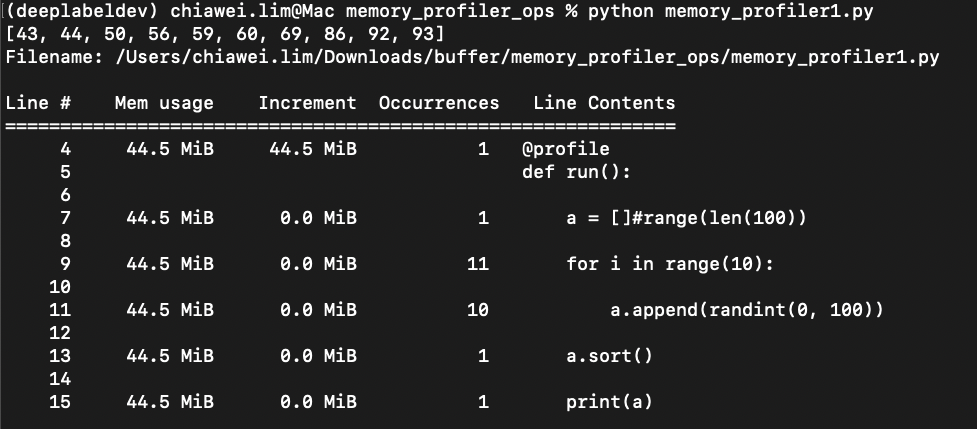 (deeplabeldev) chiawei.lim@Mac memory_profiler_ops % python memory_profiler1.py
[43, 44, 50, 56, 59, 60, 69, 86, 92, 93]
Filename: /Users/chiawei.lim/Downloads/buffer/memory_profiler_ops/memory_profiler1.py

Line #    Mem usage    Increment  Occurrences   Line Contents
=============================================================
     4     44.5 MiB     44.5 MiB           1   @profile
     5                                         def run():
     6
     7     44.5 MiB      0.0 MiB           1       a = []#range(len(100))
     8
     9     44.5 MiB      0.0 MiB          11       for i in range(10):
    10
    11     44.5 MiB      0.0 MiB          10           a.append(randint(0, 100))
    12
    13     44.5 MiB      0.0 MiB           1       a.sort()
    14
    15     44.5 MiB      0.0 MiB           1       print(a)